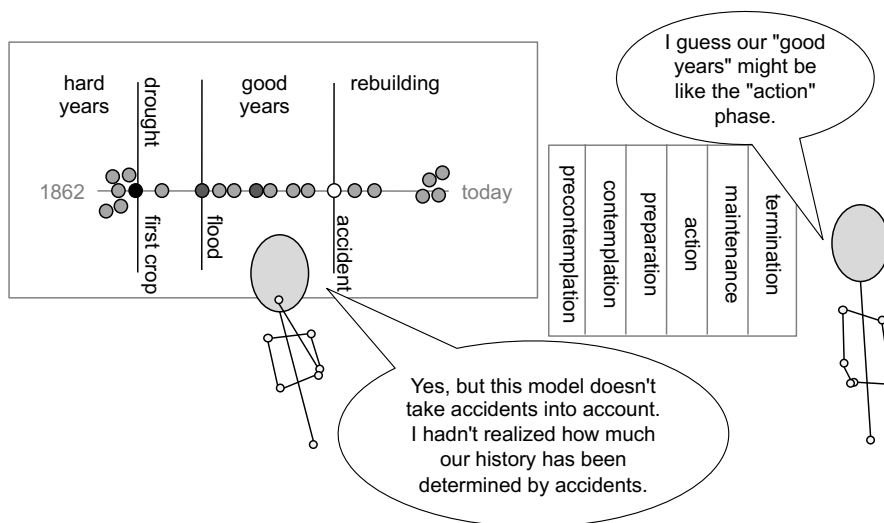 hard
years
drought
good
years
rebuilding
1862
today
first crop
flood
accident
I guess our "good
years" might be
like the "action"
phase.
precontemplation
contemplation
preparation
action
maintenance
termination
Yes, but this model doesn't
take accidents into account.
I hadn't realized how much
our history has been
determined by accidents.